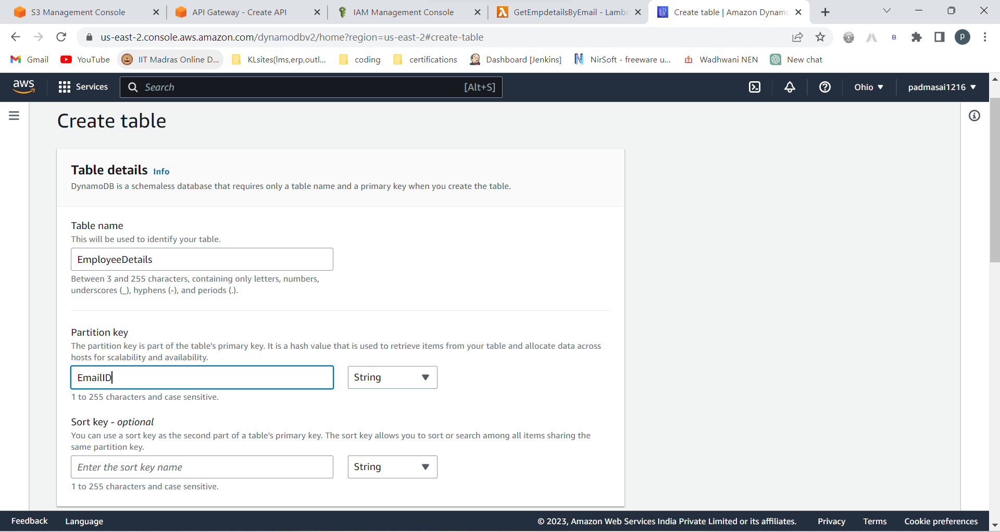 S3 Management Console
API Gateway - Create API
IAM Management Console
GetEmpdetailsByEmail - Lamb
Create table | Amazon Dynam
us-east-2.console.aws.amazon.com/dynamodbv2/home?region=us-east-2#create-table
B
p
Gmail
YouTube
IIT Madras Online D...
KLsites(lms,erp,outl...
coding
certifications
Dashboard [Jenkins]
NirSoft - freeware u...
Wadhwani NEN
New chat
aws
Services
Search
[Alt+S]
Ohio
padmasai1216
Create table
Table details Info
DynamoDB is a schemaless database that requires only a table name and a primary key when you create the table.
Table name
This will be used to identify your table.
EmployeeDetails
Between 3 and 255 characters, containing only letters, numbers,
underscores (_), hyphens (-), and periods (.).
Partition key
The partition key is part of the table's primary key. It is a hash value that is used to retrieve items from your table and allocate data across
hosts for scalability and availability.
EmailID
String
1 to 255 characters and case sensitive.
Sort key - optional
You can use a sort key as the second part of a table's primary key. The sort key allows you to sort or search among all items sharing the
same partition key.
Enter the sort key name
String
1 to 255 characters and case sensitive.
Feedback
Language
© 2023, Amazon Web Services India Private Limited or its affiliates.
Privacy
Terms
Cookie preferences